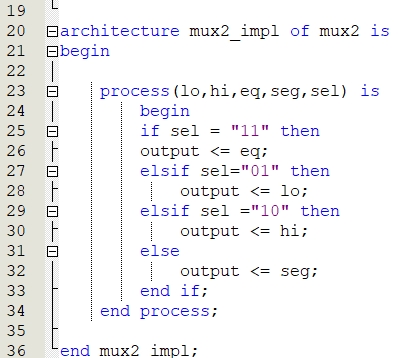 19
20 architecture mux2_impl of mux2 is
21 begin
22
23 process(lo,hi,eq,seg,sel) is
24 begin
25 if sel = "11" then
26 output <= eq;
27 elsif sel="01" then
28 output <= lo;
29 elsif sel ="10" then
30 output <= hi;
31 else
32 output <= seg;
33 end if;
34 end process;
35
36 end mux2_impl;